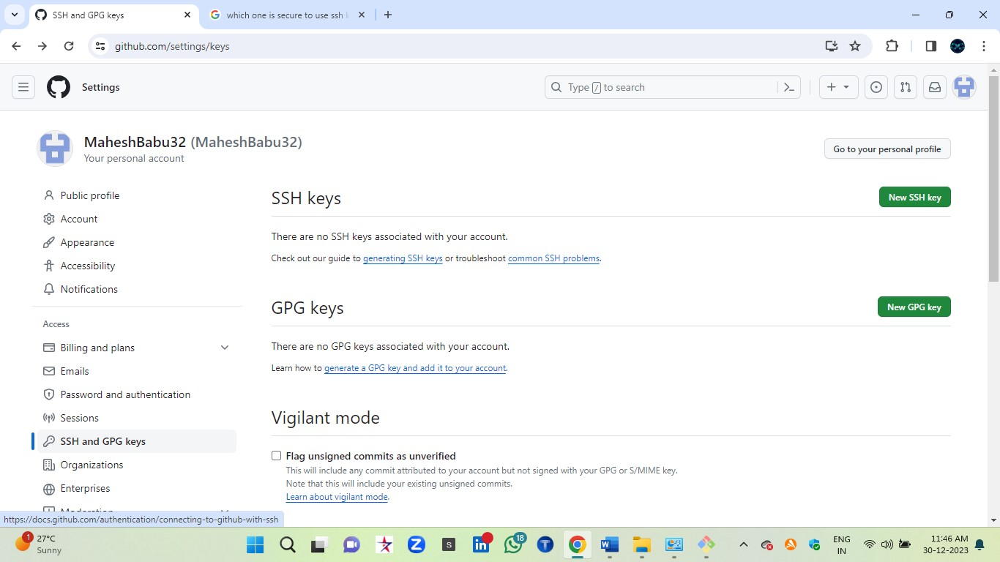 SSH and GPG keys
which one is secure to use ssh
github.com/settings/keys
Settings
Type / to search
MaheshBabu32 (MaheshBabu32)
Your personal account
Go to your personal profile
Public profile
Account
Appearance
Accessibility
Notifications
Access
Billing and plans
Emails
Password and authentication
Sessions
SSH and GPG keys
Organizations
Enterprises
SSH keys
New SSH key
There are no SSH keys associated with your account.
Check out our guide to generating SSH keys or troubleshoot common SSH problems.
GPG keys
New GPG key
There are no GPG keys associated with your account.
Learn how to generate a GPG key and add it to your account.
Vigilant mode
Flag unsigned commits as unverified
This will include any commit attributed to your account but not signed with your GPG or S/MIME key.
Note that this will include your existing unsigned commits.
Learn about vigilant mode.
https://docs.github.com/authentication/connecting-to-github-with-ssh
1
27°C
Sunny
S
in
18
T
W
ENG
IN
11:46 AM
30-12-2023